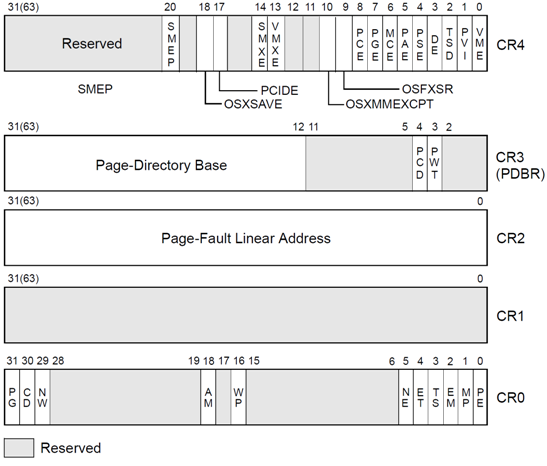 31(63) 20 18 17 14 13 12 11 10 9 8 7 6 5 4 3 2 1 0
Reserved SMEP SMXE VMXE PCE PGE MCE PAE PSE DE TSD PVI VME CR4
SMEP PCIDE OSFXSR
OSXSAVE OSXMMEXCPT
31(63) 12 11 5 4 3 2
Page-Directory Base PCD PWT CR3
(PDBR)
31(63) 0
Page-Fault Linear Address CR2
31(63) 0
CR1
31 30 29 28 19 18 17 16 15 6 5 4 3 2 1 0
PG CD NW AM WP NE ET TS EM MP PE CR0
Reserved